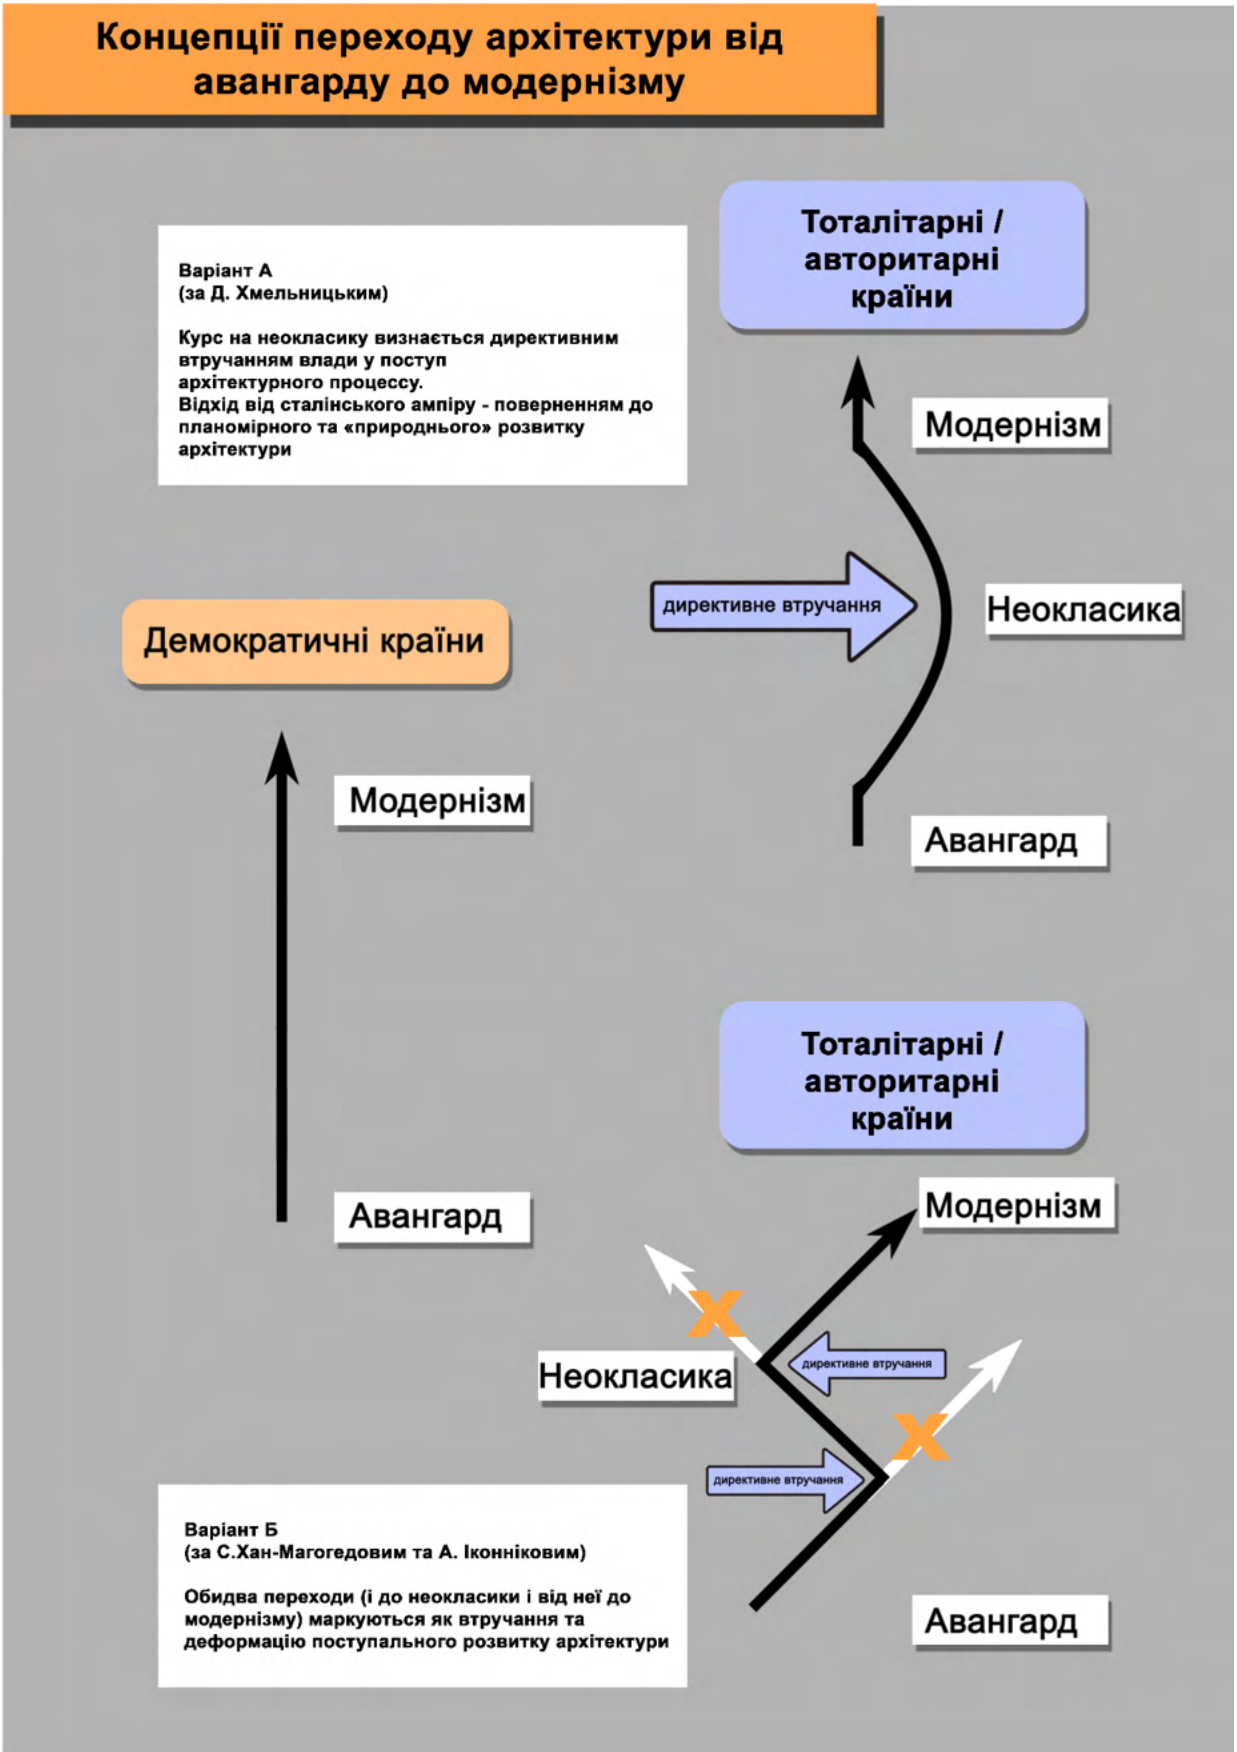 Концепції переходу архітектури від
авангарду до модернізму
Тоталітарні /
авторитарні
країни
Варіант А
(за Д. Хмельницьким)
Курс на неокласику визнається директивним
втручанням влади у поступ
архітектурного процессу.
Відхід від сталінського ампіру - поверненням до
планомірного та «природнього» розвитку
архітектури
Модернізм
директивне втручання
Неокласика
Авангард
Демократичні країни
Модернізм
Авангард
Тоталітарні /
авторитарні
країни
Модернізм
директивне втручання
Неокласика
директивне втручання
Авангард
Варіант Б
(за С.Хан-Магогедовим та А. Іконніковим)
Обидва переходи (і до неокласики і від неї до
модернізму) маркуються як втручання та
деформацію поступального розвитку архітектури